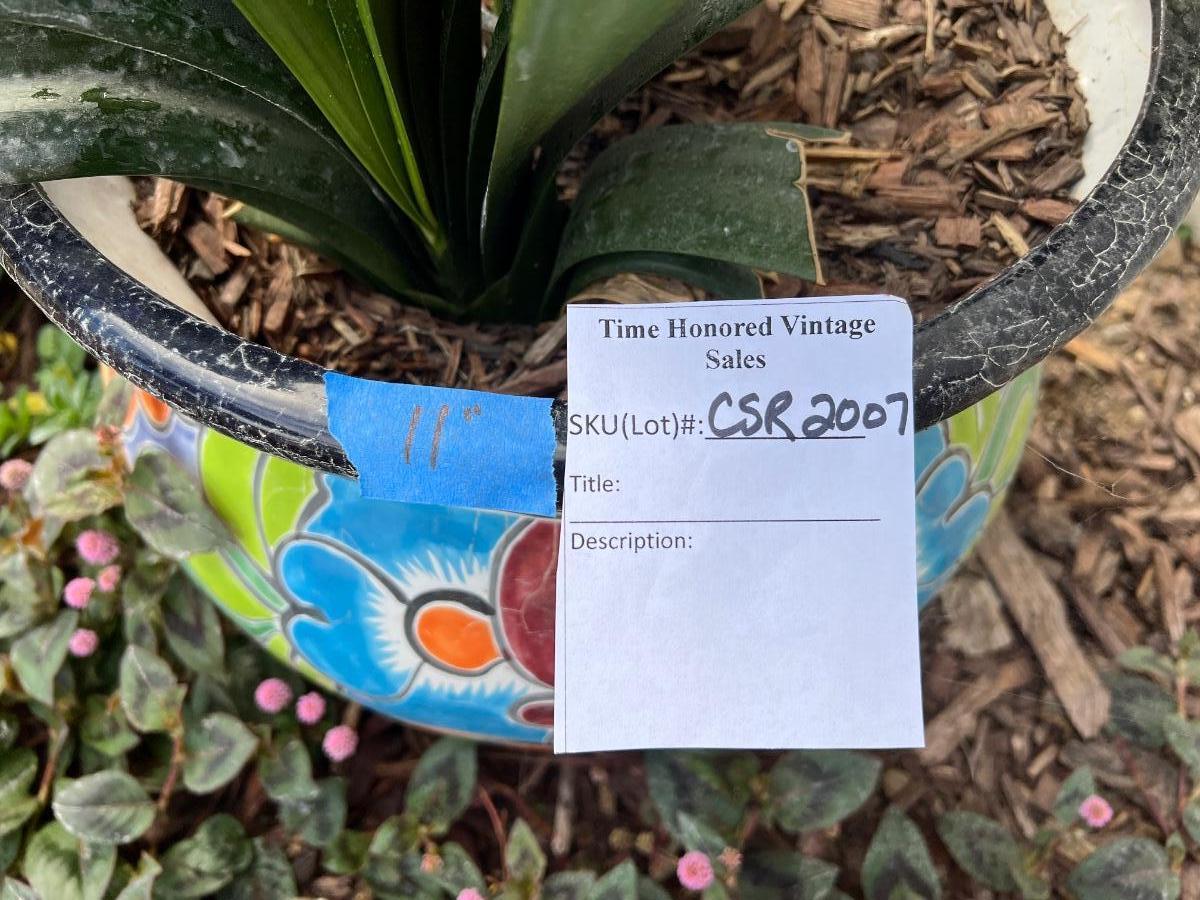 Time Honored Vintage
Sales
11"
SKU(Lot)#: CSR2007
Title:
Description: